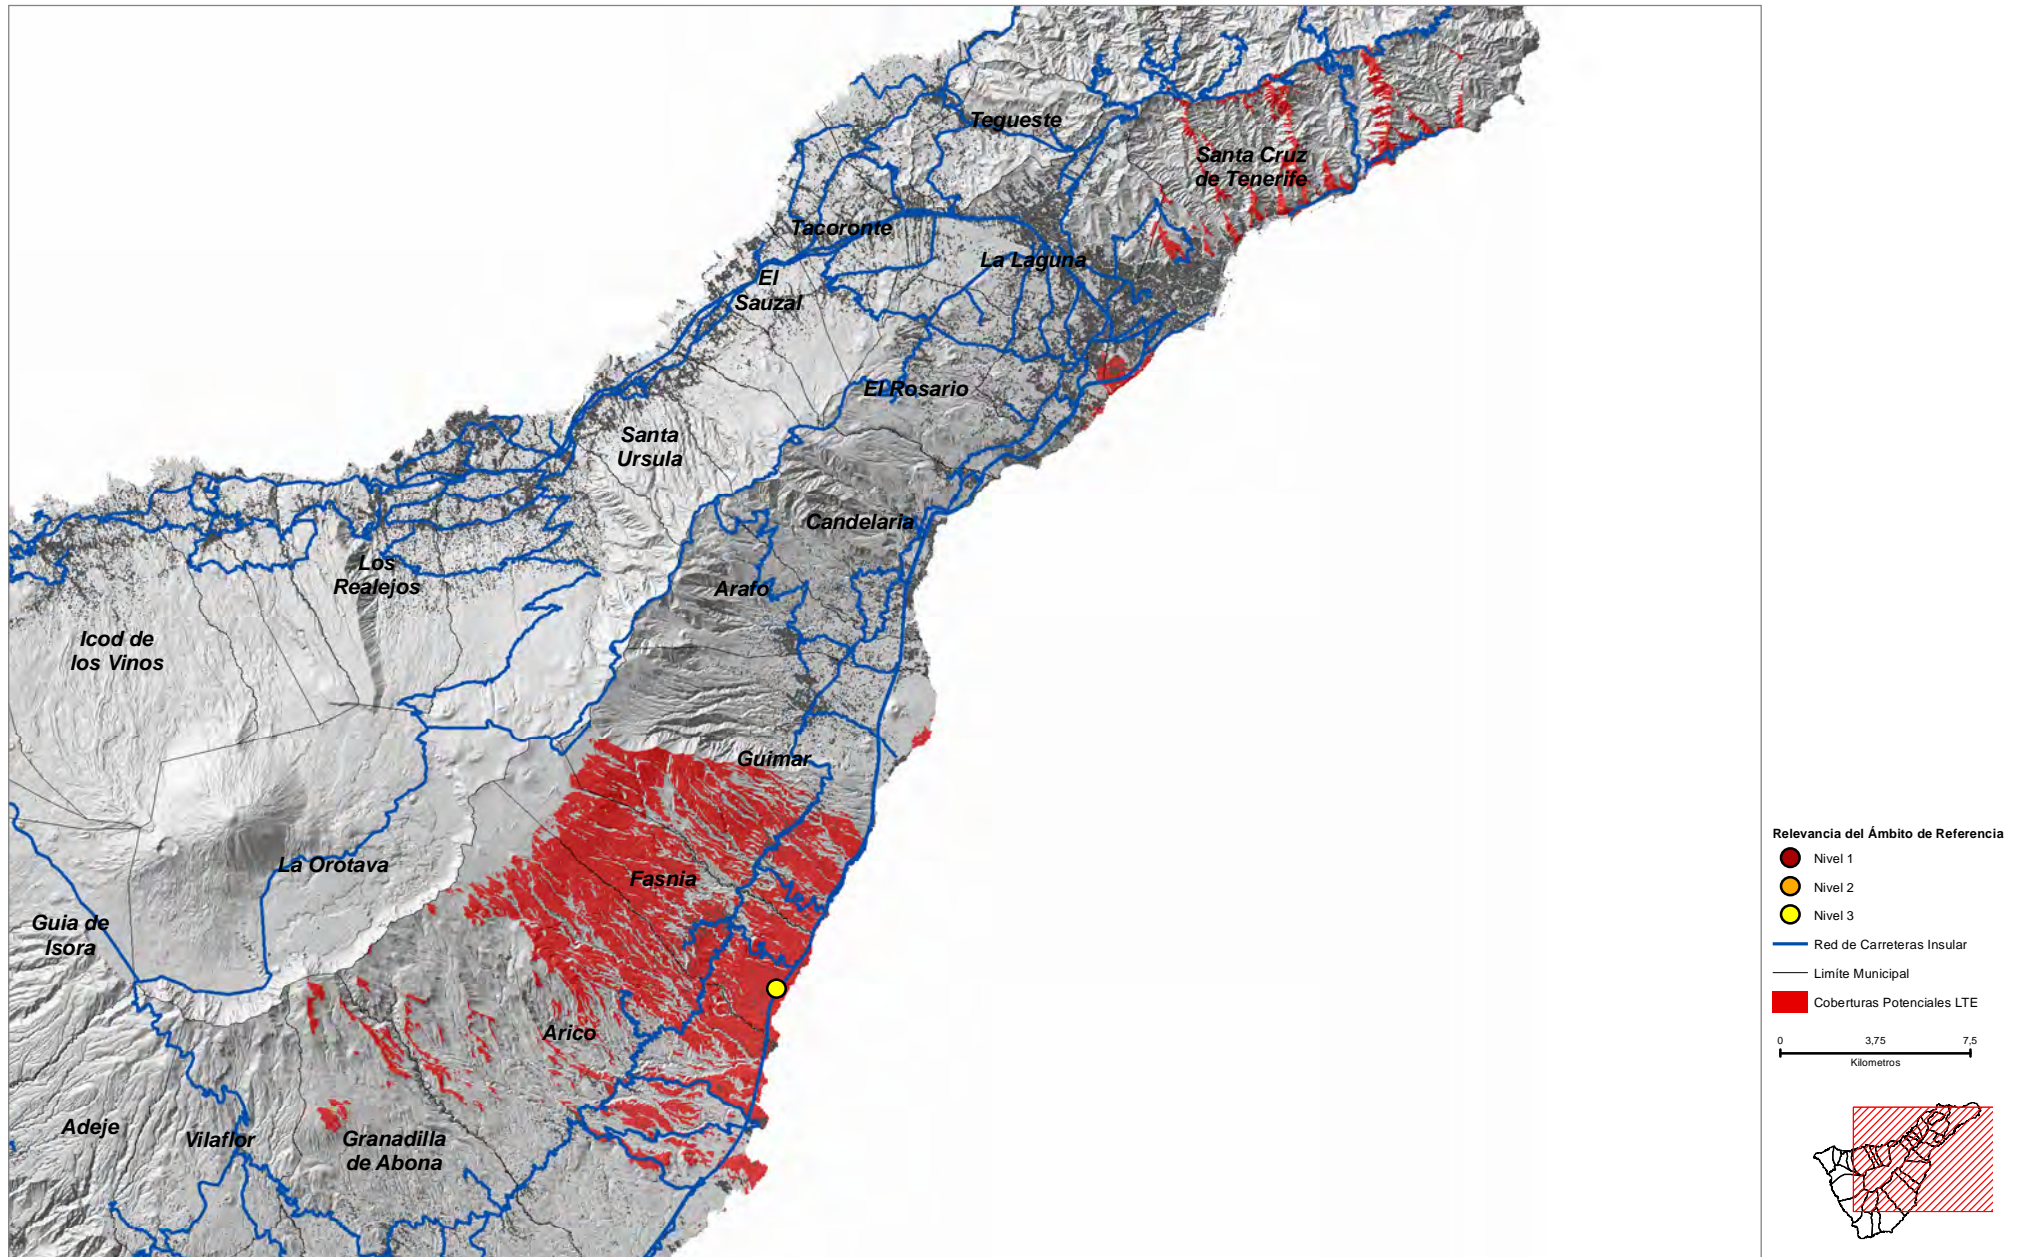 Tegueste
Santa Cruz
de Tenerife
Tacoronte
La Laguna
El
Sauzal
El Rosario
Santa
Ursula
Candelaria
Los
Realejos
Arafo
Icod de
los Vinos
Guimar
La Orotava
Fasnia
Guia de
Isora
Arico
Adeje
Vilaflor
Granadilla
de Abona
Relevancia del Ámbito de Referencia
Nivel 1
Nivel 2
Nivel 3
Red de Carreteras Insular
Limíte Municipal
Coberturas Potenciales LTE
0 3,75 7,5
Kilometros